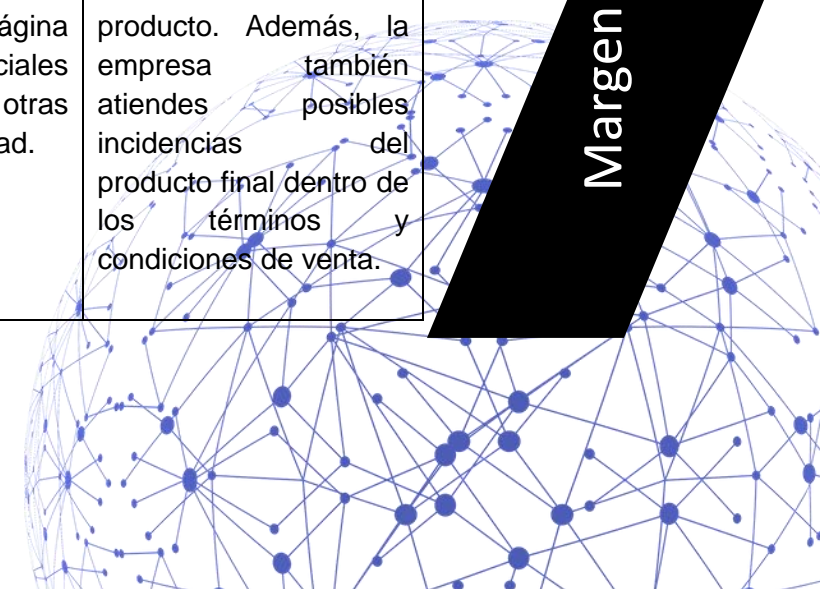 ágina
ciales
otras
ad.
producto. Además, la
empresa también
atiendes posibles
incidencias del
producto final dentro de
los términos y
condiciones de venta.
Margen